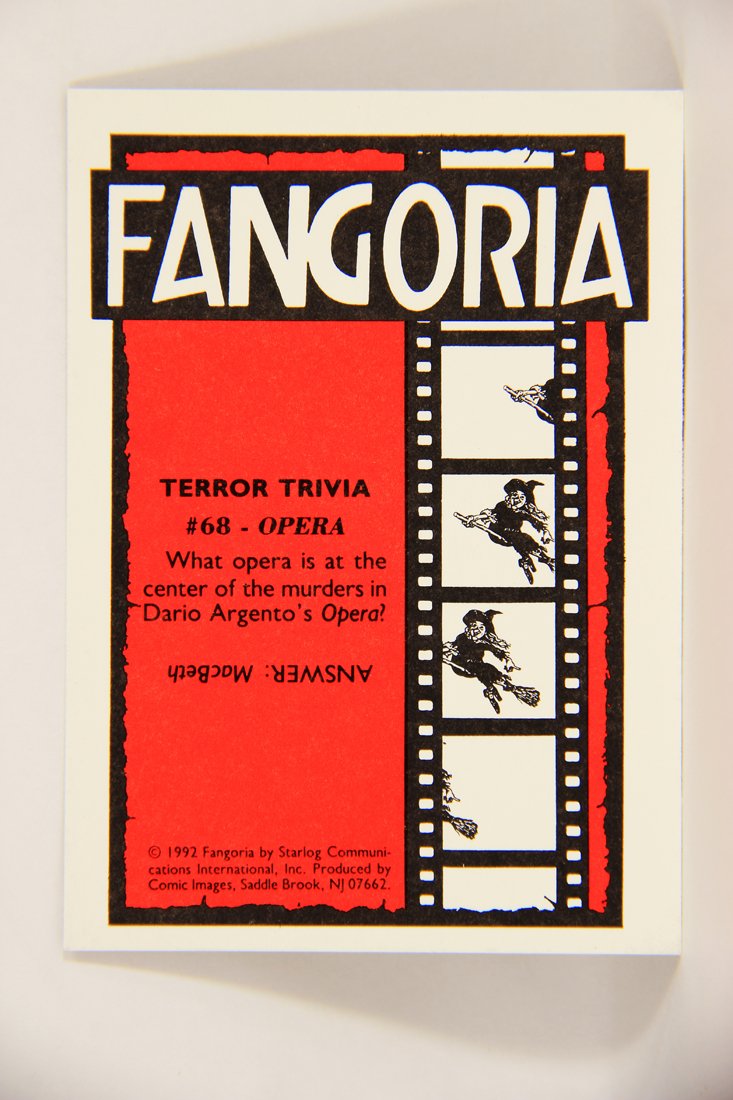 FANGORIA
TERROR TRIVIA
#68 - OPERA
What opera is at the
center of the murders in
Dario Argento's Opera?
ANSWER: MacBeth
© 1992 Fangoria by Starlog Communi-
cations International, Inc. Produced by
Comic Images, Saddle Brook, NJ 07662.